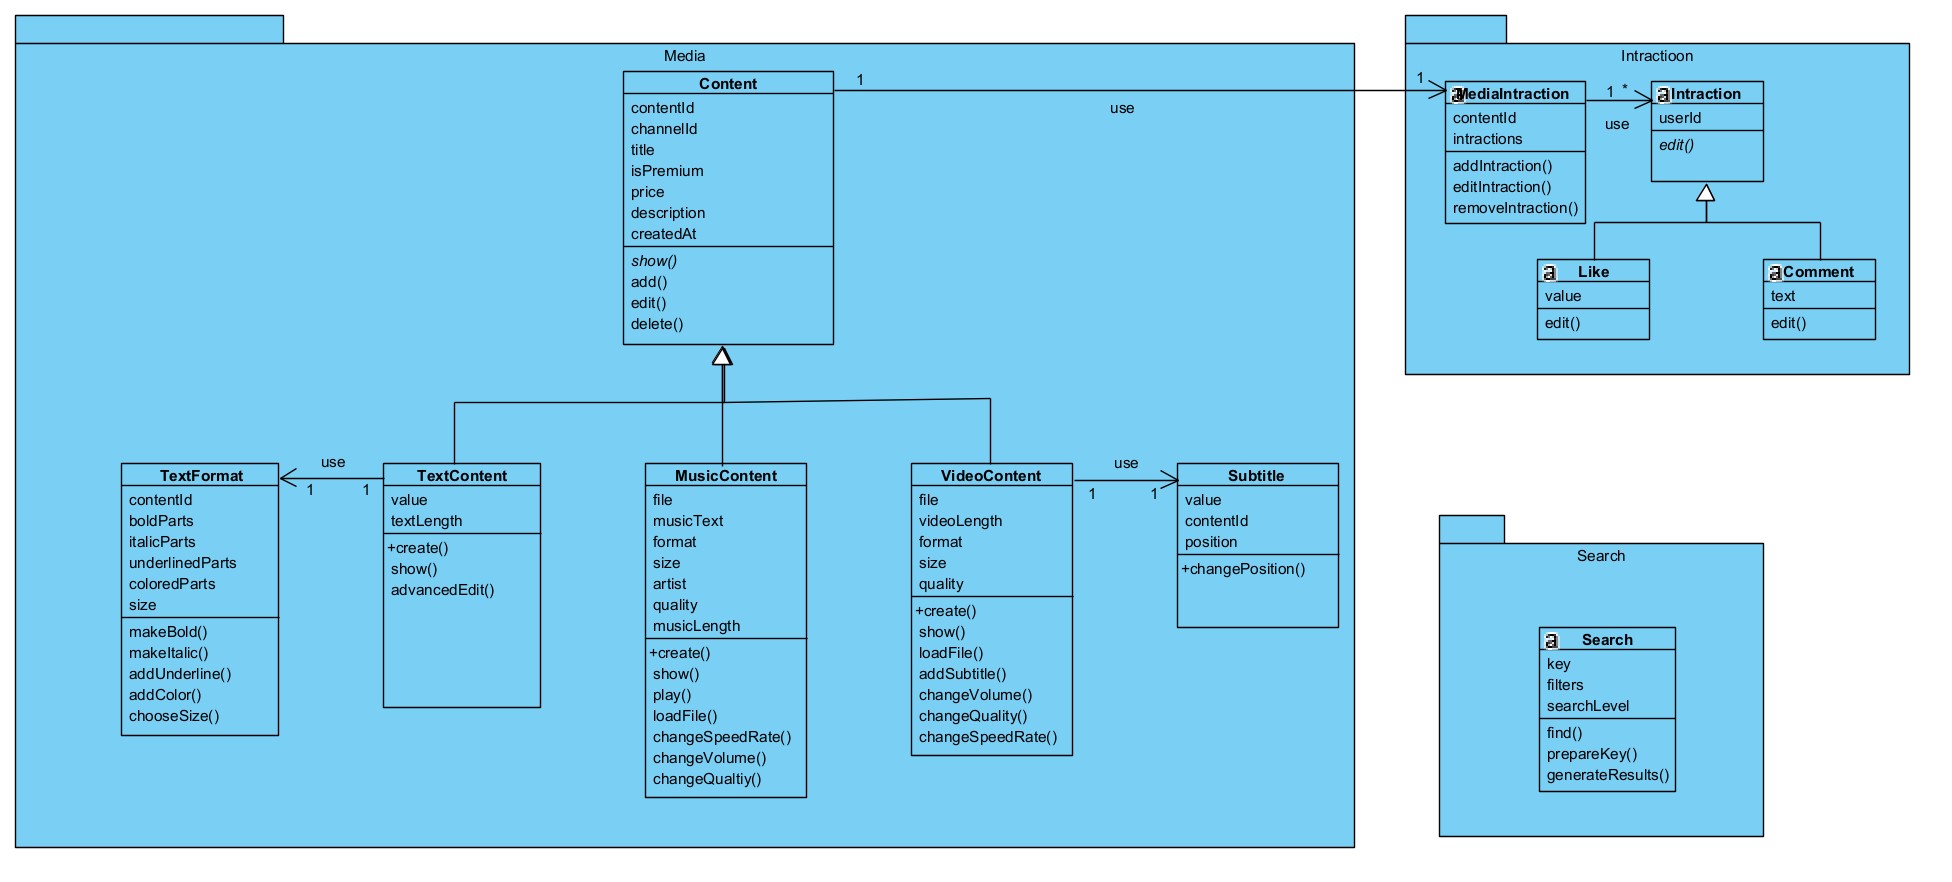 Media
Content
contentId
channelId
title
isPremium
price
description
createdAt
show()
add()
edit()
delete()
1
use
1
TextFormat
contentId
boldParts
italicParts
underlinedParts
coloredParts
size
makeBold()
makeItalic()
addUnderline()
addColor()
chooseSize()
use
1
1
TextContent
value
textLength
+create()
show()
advancedEdit()
MusicContent
file
musicText
format
size
artist
quality
musicLength
+create()
show()
play()
loadFile()
changeSpeedRate()
changeVolume()
changeQualtiy()
VideoContent
file
videoLength
format
size
quality
+create()
show()
loadFile()
addSubtitle()
changeVolume()
changeQuality()
changeSpeedRate()
use
1
1
Subtitle
value
contentId
position
+changePosition()
Intractioon
a MediaIntraction
contentId
intractions
addIntraction()
editIntraction()
removeIntraction()
1 *
use
a Intraction
userId
edit()
a Like
value
edit()
a Comment
text
edit()
Search
a Search
key
filters
searchLevel
find()
prepareKey()
generateResults()